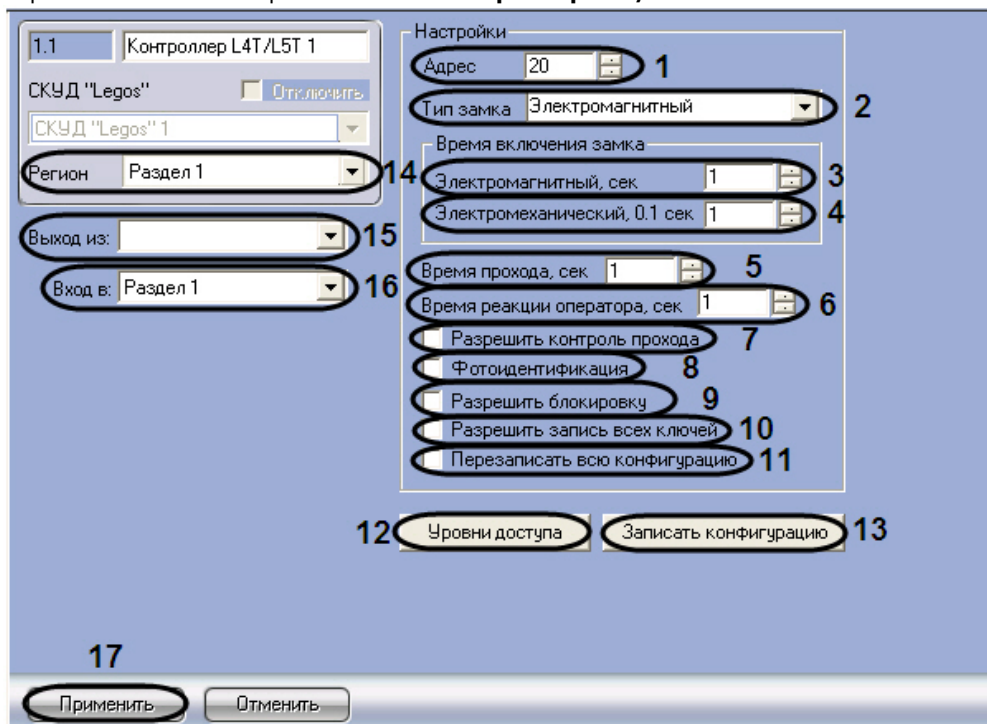 1.1 Контроллер L4T/L5T 1
СКУД "Legos" Отключить
СКУД "Legos" 1
Регион Раздел 1 14
Выход из: 15
Вход в: Раздел 1 16
Настройки
Адрес 20 1
Тип замка Электромагнитный 2
Время включения замка
Электромагнитный, сек 1 3
Электромеханический, 0.1 сек 1 4
Время прохода, сек 1 5
Время реакции оператора, сек 1 6
Разрешить контроль прохода 7
Фотоидентификация 8
Разрешить блокировку 9
Разрешить запись всех ключей 10
Перезаписать всю конфигурацию 11
12 Уровни доступа Записать конфигурацию 13
17
Применить Отменить